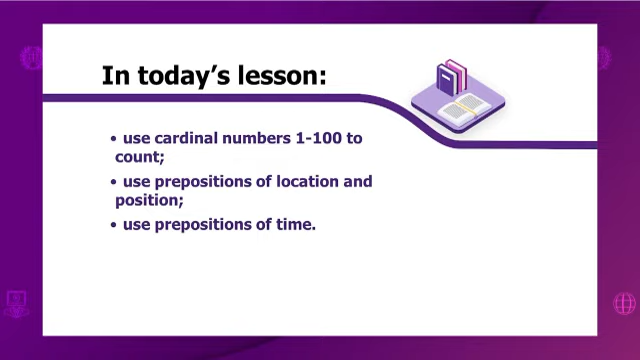 In today's lesson:
• use cardinal numbers 1-100 to
count;
• use prepositions of location and
position;
• use prepositions of time.